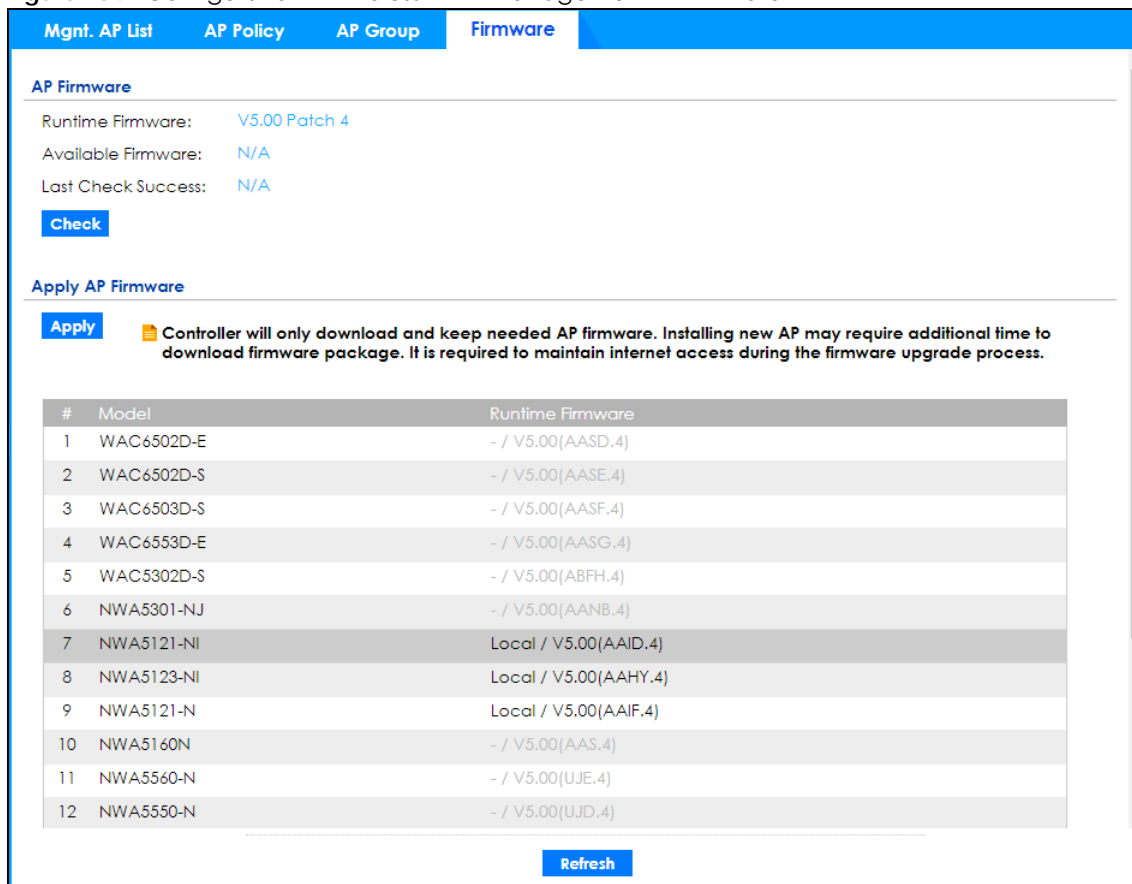 Mgnt. AP List AP Policy AP Group Firmware
AP Firmware
Runtime Firmware: V5.00 Patch 4
Available Firmware: N/A
Last Check Success: N/A
Check
Apply AP Firmware
Apply
Controller will only download and keep needed AP firmware. Installing new AP may require additional time to
download firmware package. It is required to maintain internet access during the firmware upgrade process.
# Model Runtime Firmware
1 WAC6502D-E - / V5.00(AASD.4)
2 WAC6502D-S - / V5.00(AASE.4)
3 WAC6503D-S - / V5.00(AASF.4)
4 WAC6553D-E - / V5.00(AASG.4)
5 WAC5302D-S - / V5.00(ABFH.4)
6 NWA5301-NJ - / V5.00(AANB.4)
7 NWA5121-NI Local / V5.00(AAID.4)
8 NWA5123-NI Local / V5.00(AAHY.4)
9 NWA5121-N Local / V5.00(AAIF.4)
10 NWA5160N - / V5.00(AAS.4)
11 NWA5560-N - / V5.00(UJE.4)
12 NWA5550-N - / V5.00(UJD.4)
Refresh